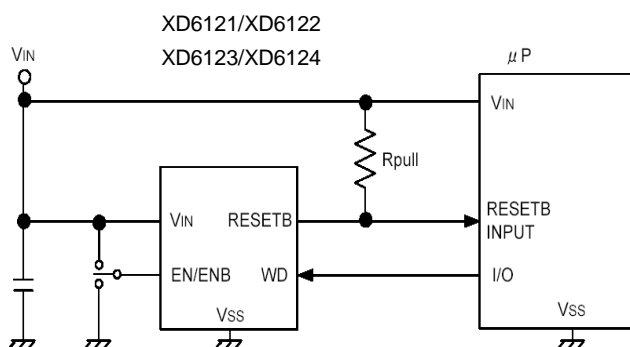 XD6121/XD6122
XD6123/XD6124
VIN
μP
VIN
Rpull
VIN
RESETB
RESETB
INPUT
EN/ENB
WD
I/O
VSS
VSS